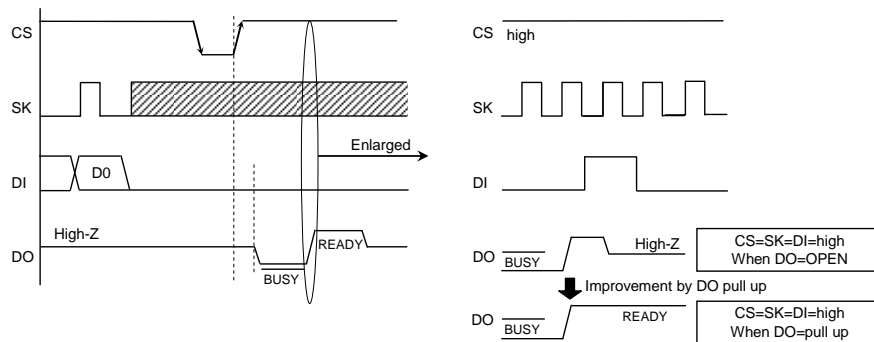 CS
SK
DI
D0
Enlarged
High-Z
DO
BUSY
READY
CS high
SK
DI
DO
BUSY
High-Z
CS=SK=DI=high
When DO=OPEN
Improvement by DO pull up
DO
BUSY
READY
CS=SK=DI=high
When DO=pull up